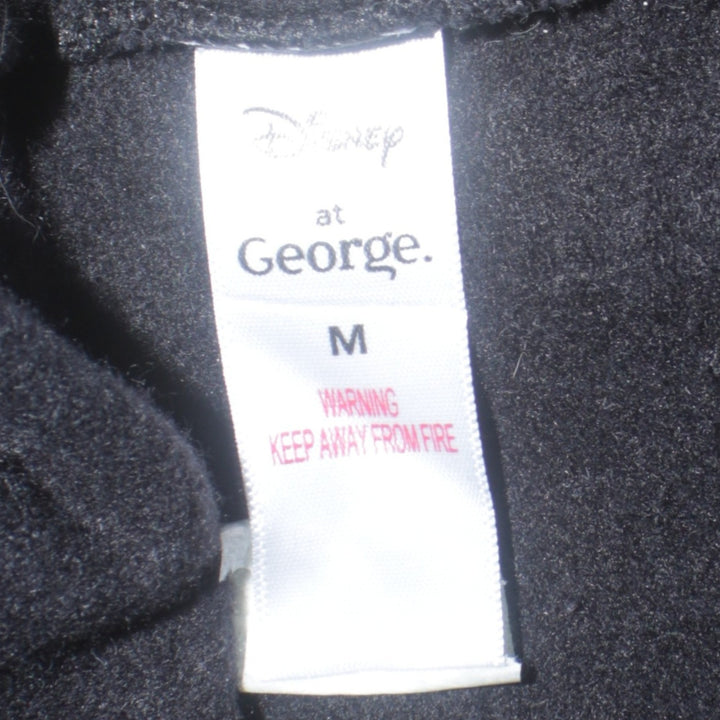 Disney
at
George.
M
WARNING
KEEP AWAY FROM FIRE